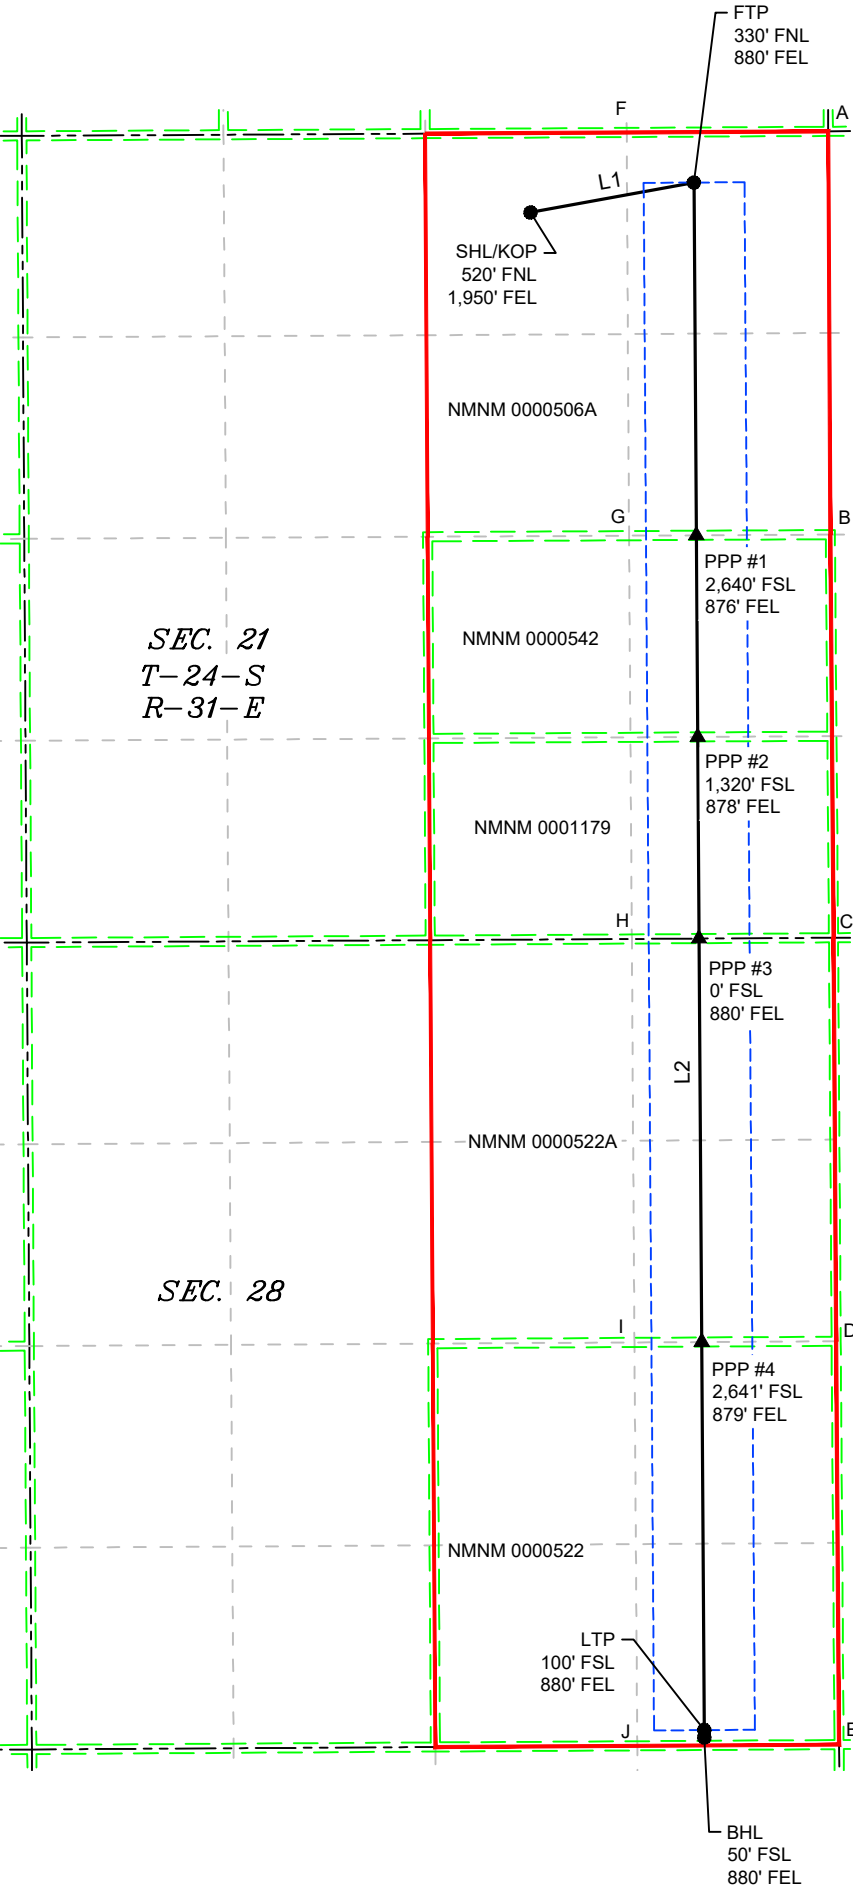 FTP
330' FNL
880' FEL
F
A
L1
SHL/KOP
520' FNL
1,950' FEL
NMNM 0000506A
G
B
PPP #1
2,640' FSL
876' FEL
SEC. 21
T-24-S
R-31-E
NMNM 0000542
PPP #2
1,320' FSL
878' FEL
NMNM 0001179
H
C
PPP #3
0' FSL
880' FEL
L2
NMNM 0000522A
SEC. 28
I
D
PPP #4
2,641' FSL
879' FEL
NMNM 0000522
LTP
100' FSL
880' FEL
J
E
BHL
50' FSL
880' FEL